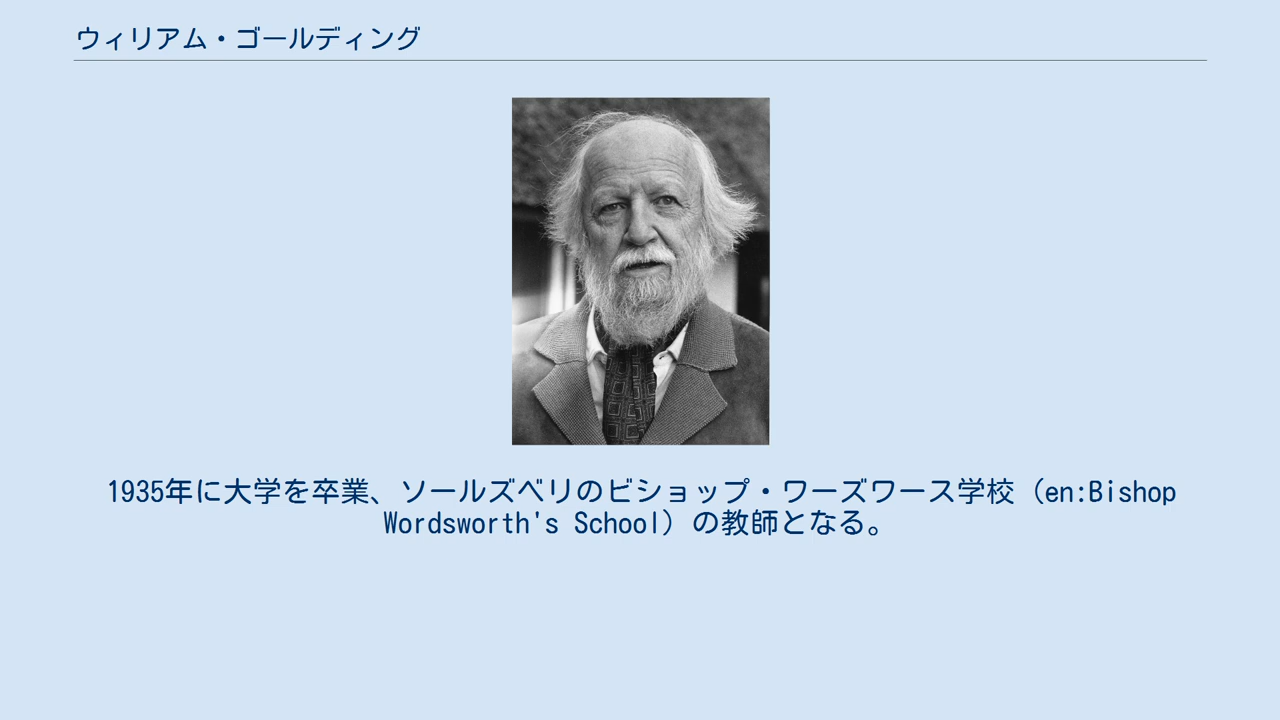 ウィリアム・ゴールディング
1935年に大学を卒業、ソールズベリのビショップ・ワーズワース学校（en:Bishop
Wordsworth's School）の教師となる。